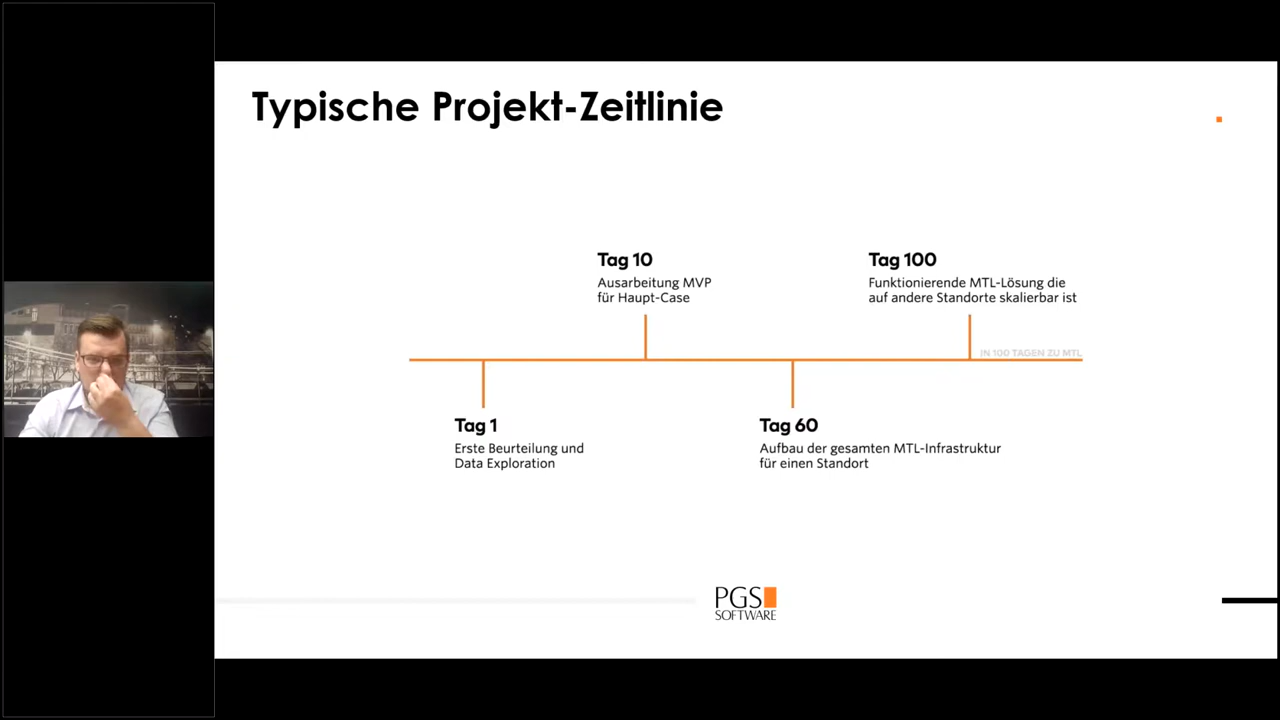 Typische Projekt-Zeitlinie
Tag 10
Ausarbeitung MVP
für Haupt-Case
Tag 100
Funktionierende MTL-Lösung die
auf andere Standorte skalierbar ist
IN 100 TAGEN ZU MTL
Tag 1
Erste Beurteilung und
Data Exploration
Tag 60
Aufbau der gesamten MTL-Infrastruktur
für einen Standort
PGS
SOFTWARE